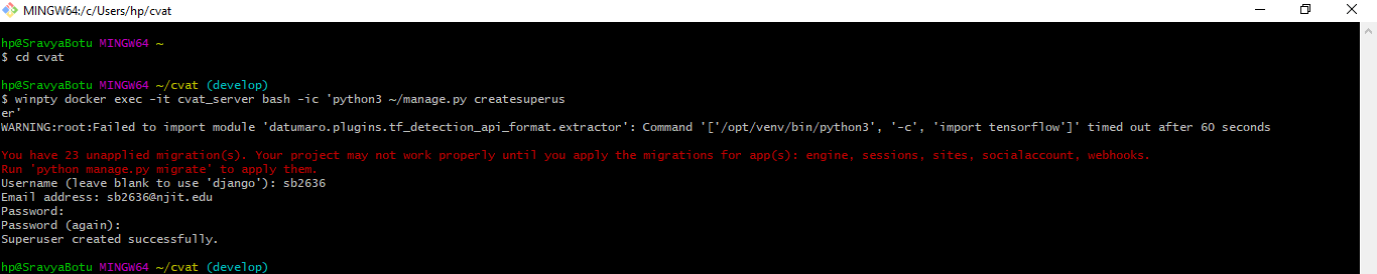 MINGW64:/c/Users/hp/cvat
hp@SravyaBotu MINGW64 ~
$ cd cvat
hp@SravyaBotu MINGW64 ~/cvat (develop)
$ winpty docker exec -it cvat_server bash -ic 'python3 ~/manage.py createsuperus
er'
WARNING:root:Failed to import module 'datumaro.plugins.tf_detection_api_format.extractor': Command '['/opt/venv/bin/python3', '-c', 'import tensorflow']' timed out after 60 seconds
You have 23 unapplied migration(s). Your project may not work properly until you apply the migrations for app(s): engine, sessions, sites, socialaccount, webhooks.
Run 'python manage.py migrate' to apply them.
Username (leave blank to use 'django'): sb2636
Email address: sb2636@njit.edu
Password:
Password (again):
Superuser created successfully.
hp@SravyaBotu MINGW64 ~/cvat (develop)